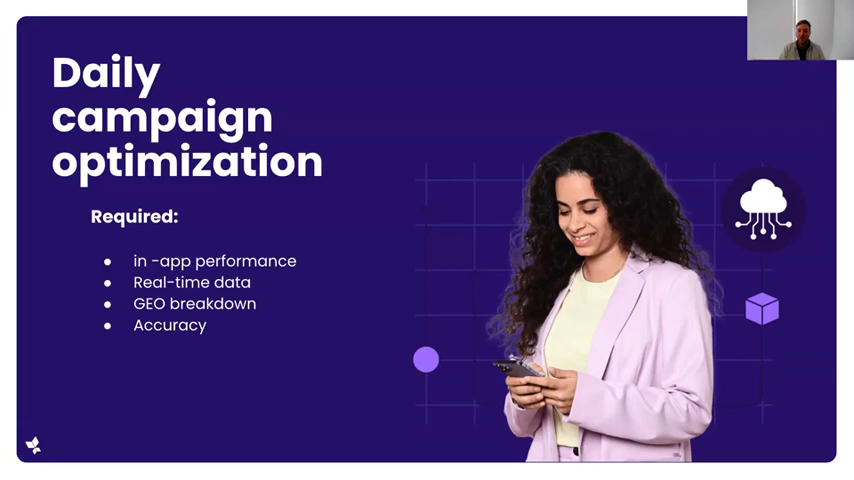 Daily
campaign
optimization
Required:
● in -app performance
● Real-time data
● GEO breakdown
● Accuracy